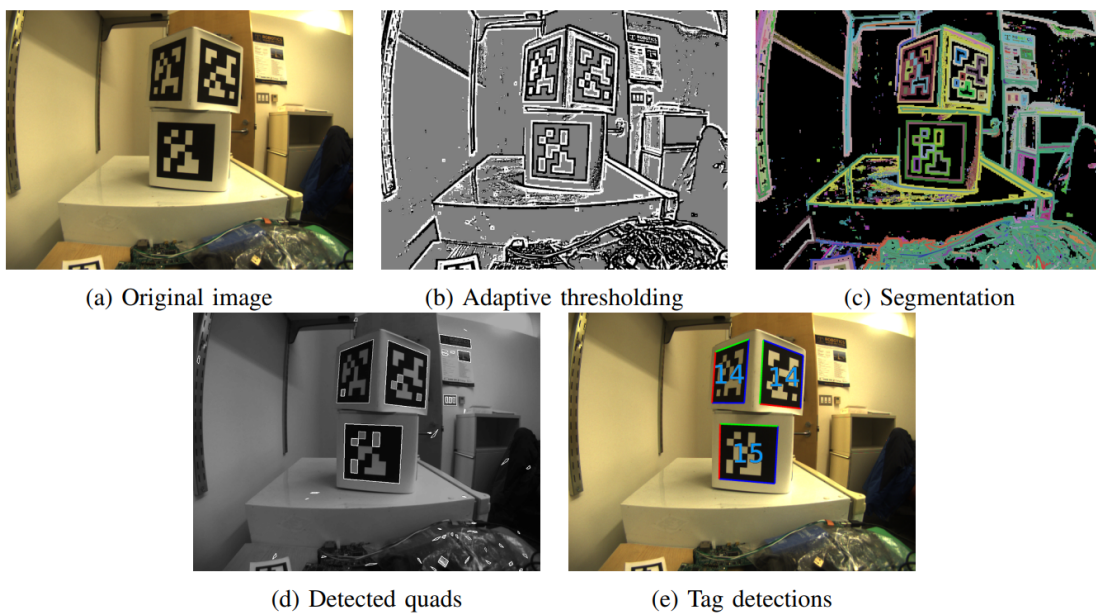 (a) Original image
(b) Adaptive thresholding
(c) Segmentation
14
14
15
(d) Detected quads
(e) Tag detections